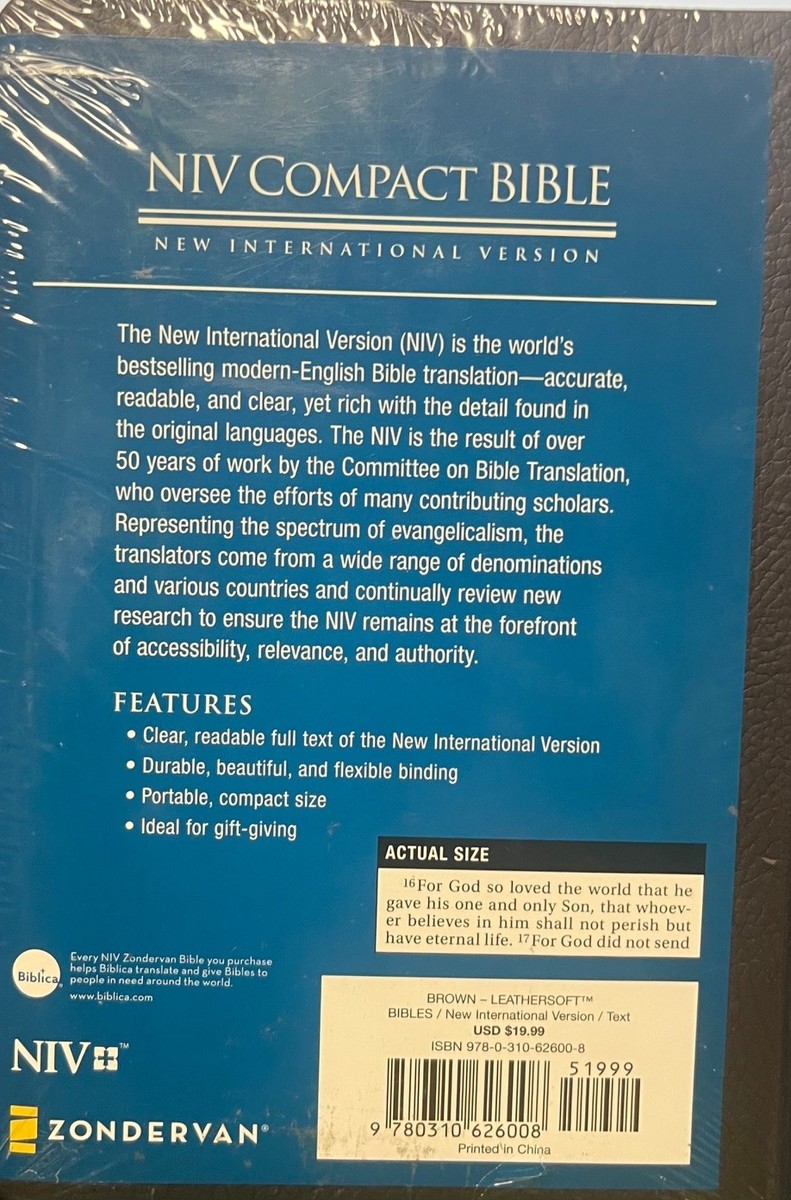 NIV COMPACT BIBLE
NEW INTERNATIONAL VERSION
The New International Version (NIV) is the world's
bestselling modern-English Bible translation—accurate,
readable, and clear, yet rich with the detail found in
the original languages. The NIV is the result of over
50 years of work by the Committee on Bible Translation,
who oversee the efforts of many contributing scholars.
Representing the spectrum of evangelicalism, the
translators come from a wide range of denominations
and various countries and continually review new
research to ensure the NIV remains at the forefront
of accessibility, relevance, and authority.
FEATURES
• Clear, readable full text of the New International Version
• Durable, beautiful, and flexible binding
• Portable, compact size
• Ideal for gift-giving
ACTUAL SIZE
16For God so loved the world that he
gave his one and only Son, that whoev-
er believes in him shall not perish but
have eternal life. 17For God did not send
Biblica
Every NIV Zondervan Bible you purchase
helps Biblica translate and give Bibles to
people in need around the world.
www.biblica.com
NIV™
ZONDERVAN®
BROWN – LEATHERSOFT™
BIBLES / New International Version / Text
USD $19.99
ISBN 978-0-310-62600-8
51999
9 780310 626008
Printed in China